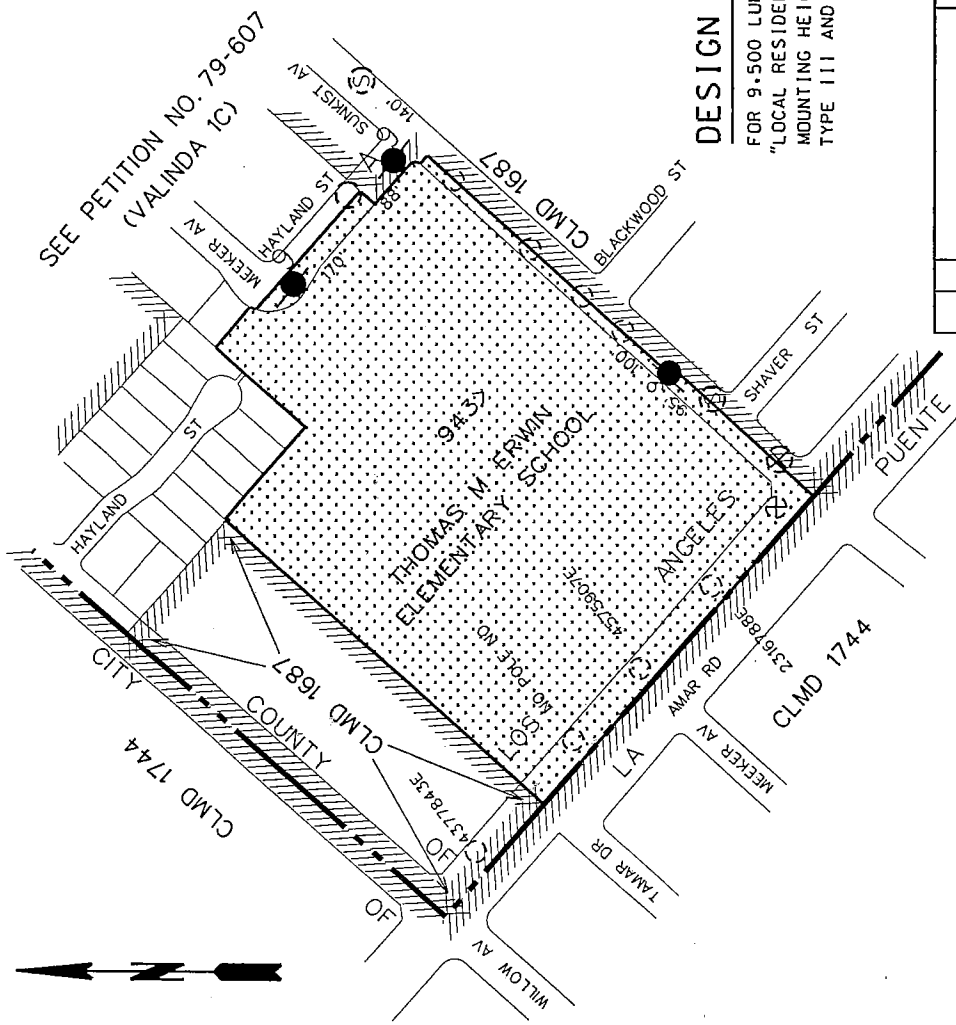 SEE PETITION NO. 79-607
(VALINDA 1C)
SUNKIST AV
S
140'
A
HAYLAND ST
MEEKER AV
88'
170'
CLMD 1687
BLACKWOOD ST
DESIGN
FOR 9,500 LU
"LOCAL RESIDE
MOUNTING HEI
TYPE III AND
HAYLAND ST
943>
THOMAS M ERWIN
ELEMENTARY SCHOOL
100'
95'
SHAVER ST
CITY
COUNTY
CLMD 1687
CLMD 1744
NO POLE NO
S
4575907E
ANGELES
PUENTE
4377843E
OF
OF
LA
AMAR RD
2316788E
CLMD 1744
MEEKER AV
TAMAR DR
WILLOW AV
N